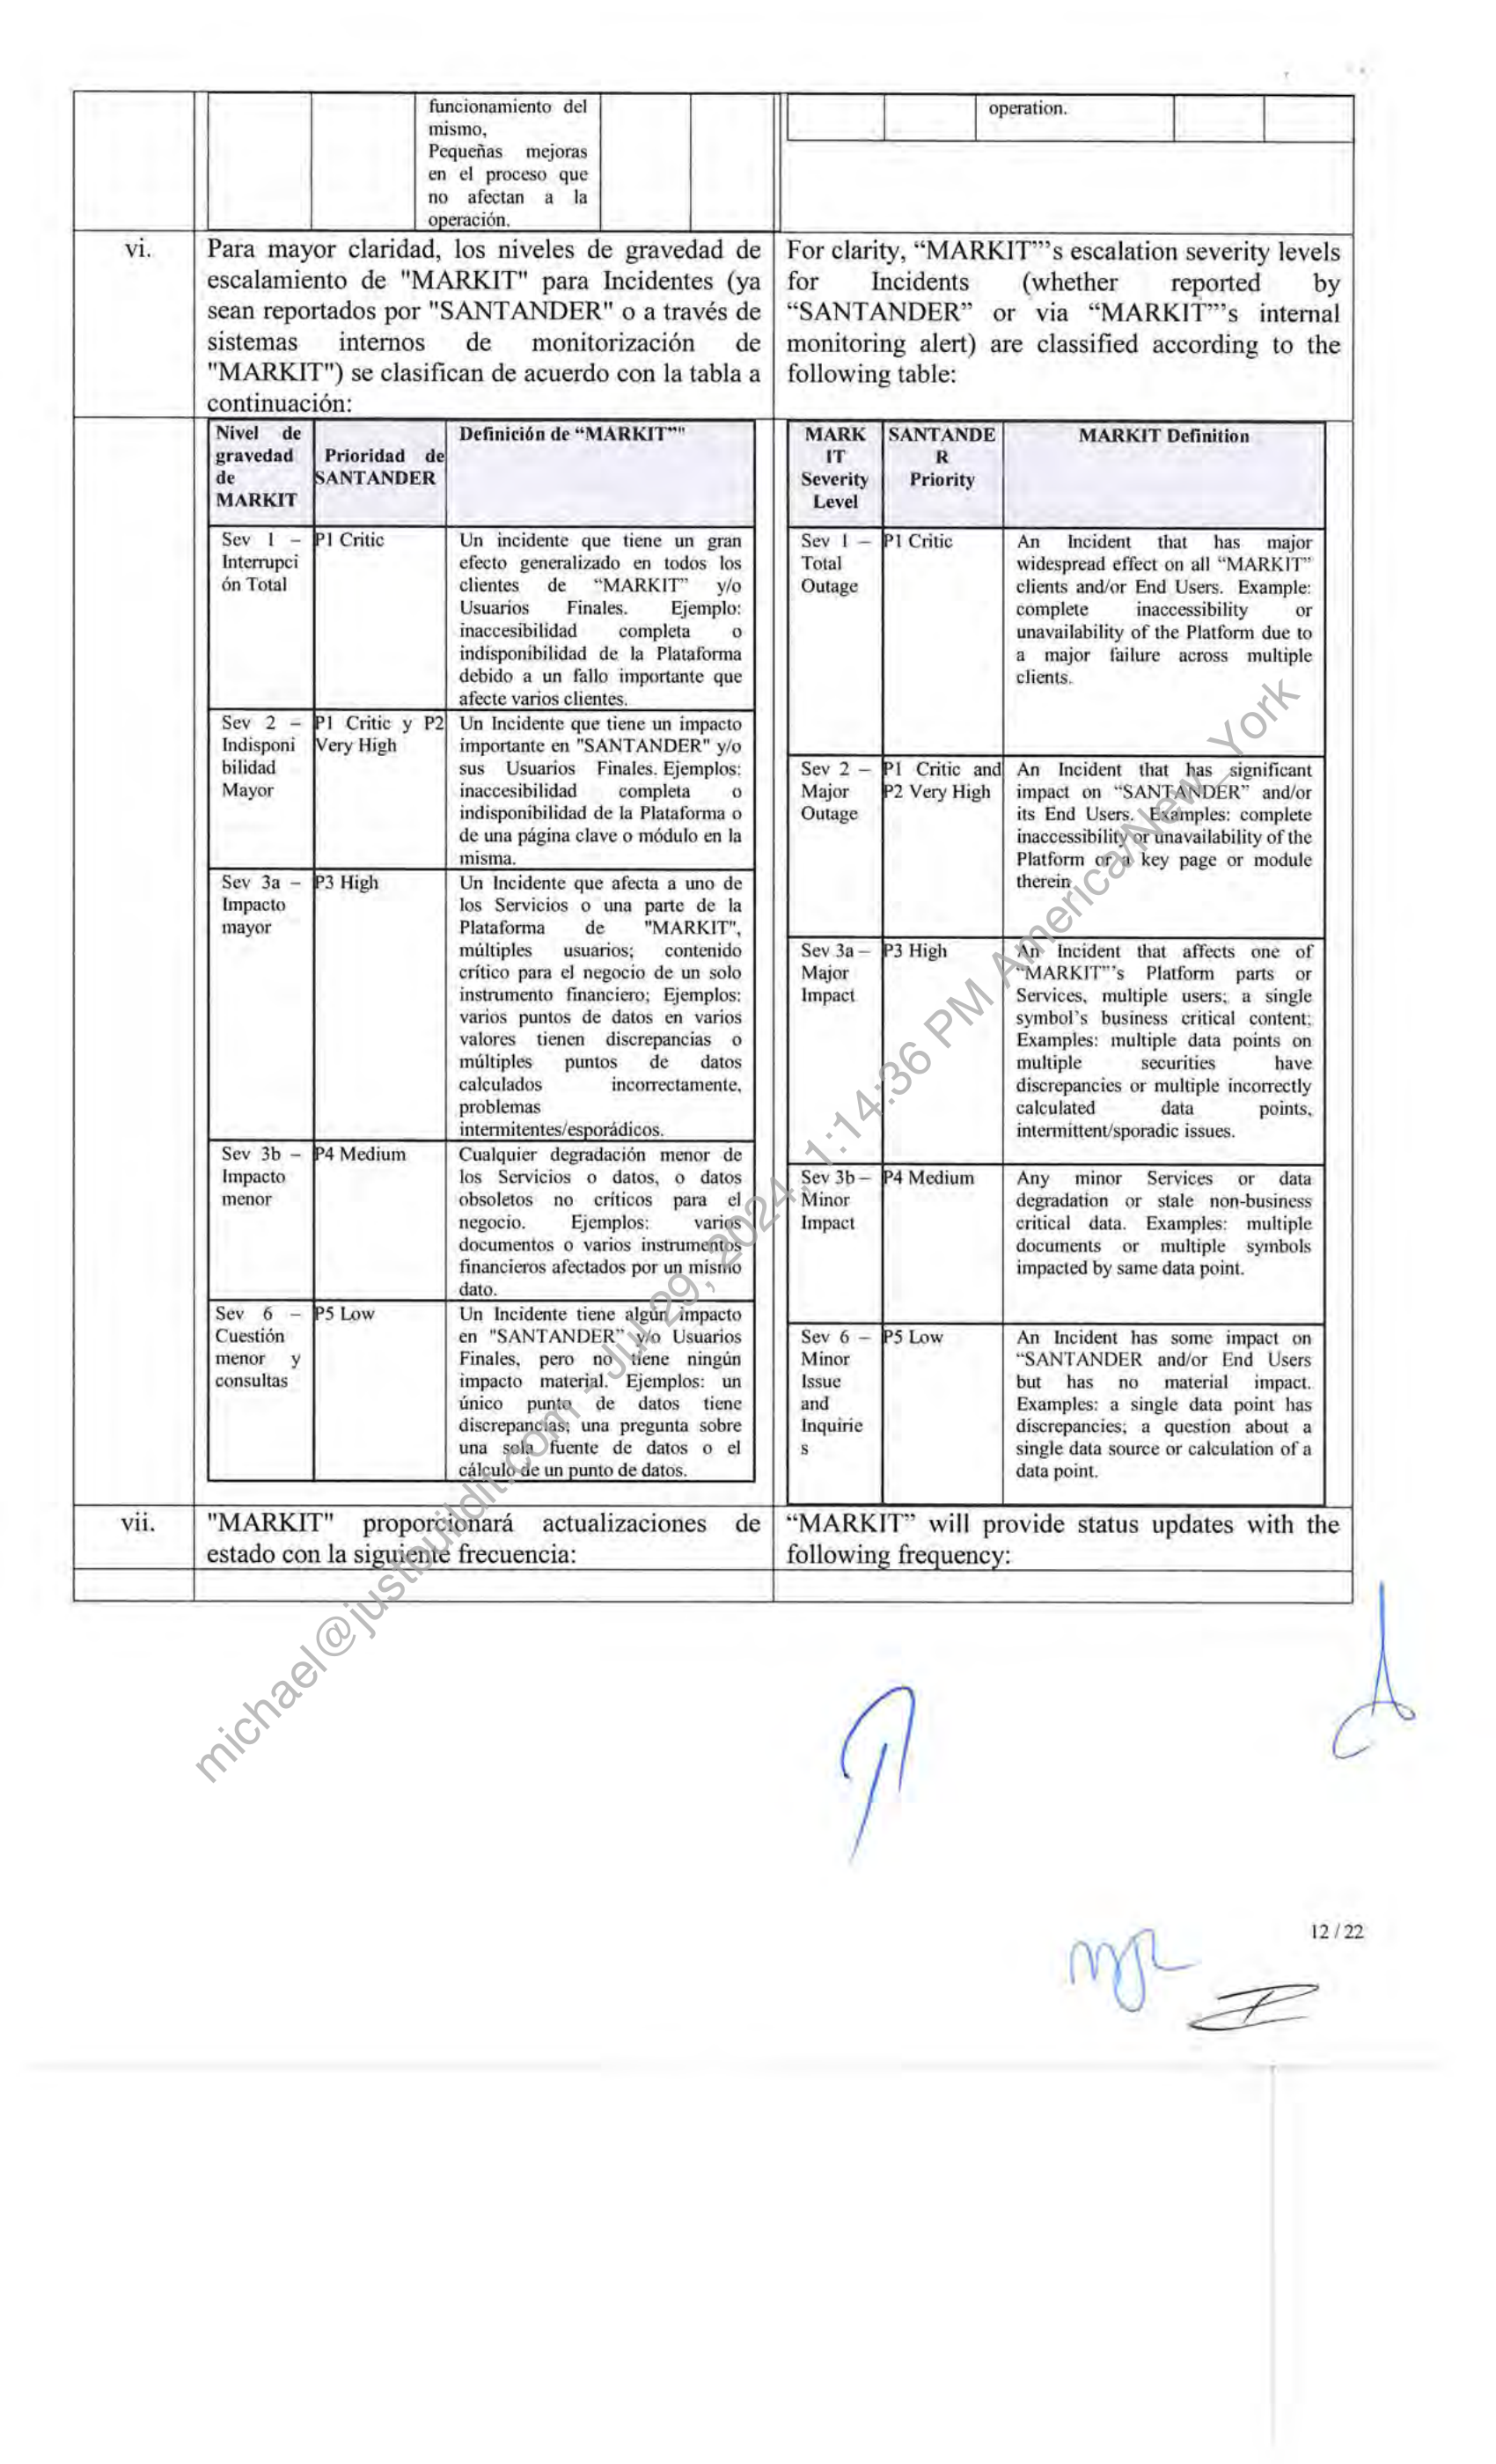 funcionamiento del
mismo,
Pequeñas mejoras
en el proceso que
no afectan a la
operación.
operation.
vi.
Para mayor claridad, los niveles de gravedad de
escalamiento de "MARKIT" para Incidentes (ya
sean reportados por "SANTANDER" o a través de
sistemas internos de monitorización de
"MARKIT") se clasifican de acuerdo con la tabla a
continuación:
For clarity, “MARKIT”'s escalation severity levels
for Incidents (whether reported by
“SANTANDER” or via “MARKIT”'s internal
monitoring alert) are classified according to the
following table:
Nivel de
gravedad
de
MARKIT
Prioridad de
SANTANDER
Definición de “MARKIT”"
Sev 1 –
Interrupci
ón Total
P1 Critic
Un incidente que tiene un gran
efecto generalizado en todos los
clientes de “MARKIT” y/o
Usuarios Finales. Ejemplo:
inaccesibilidad completa o
indisponibilidad de la Plataforma
debido a un fallo importante que
afecte varios clientes.
Sev 2 –
Indisponi
bilidad
Mayor
P1 Critic y P2
Very High
Un Incidente que tiene un impacto
importante en "SANTANDER" y/o
sus Usuarios Finales. Ejemplos:
inaccesibilidad completa o
indisponibilidad de la Plataforma o
de una página clave o módulo en la
misma.
Sev 3a –
Impacto
mayor
P3 High
Un Incidente que afecta a uno de
los Servicios o una parte de la
Plataforma de "MARKIT",
múltiples usuarios; contenido
crítico para el negocio de un solo
instrumento financiero; Ejemplos:
varios puntos de datos en varios
valores tienen discrepancias o
múltiples puntos de datos
calculados incorrectamente,
problemas
intermitentes/esporádicos.
Sev 3b –
Impacto
menor
P4 Medium
Cualquier degradación menor de
los Servicios o datos, o datos
obsoletos no críticos para el
negocio. Ejemplos: varios
documentos o varios instrumentos
financieros afectados por un mismo
dato.
Sev 6 –
Cuestión
menor y
consultas
P5 Low
Un Incidente tiene algún impacto
en "SANTANDER” y/o Usuarios
Finales, pero no tiene ningún
impacto material. Ejemplos: un
único punto de datos tiene
discrepancias; una pregunta sobre
una sola fuente de datos o el
cálculo de un punto de datos.
MARK
IT
Severity
Level
SANTANDE
R
Priority
MARKIT Definition
Sev 1 –
Total
Outage
P1 Critic
An Incident that has major
widespread effect on all “MARKIT”
clients and/or End Users. Example:
complete inaccessibility or
unavailability of the Platform due to
a major failure across multiple
clients.
Sev 2 –
Major
Outage
P1 Critic and
P2 Very High
An Incident that has significant
impact on “SANTANDER” and/or
its End Users. Examples: complete
inaccessibility or unavailability of the
Platform or a key page or module
therein
Sev 3a –
Major
Impact
P3 High
An Incident that affects one of
“MARKIT”'s Platform parts or
Services, multiple users; a single
symbol's business critical content;
Examples: multiple data points on
multiple securities have
discrepancies or multiple incorrectly
calculated data points,
intermittent/sporadic issues.
Sev 3b –
Minor
Impact
P4 Medium
Any minor Services or data
degradation or stale non-business
critical data. Examples: multiple
documents or multiple symbols
impacted by same data point.
Sev 6 –
Minor
Issue
and
Inquirie
s
P5 Low
An Incident has some impact on
“SANTANDER and/or End Users
but has no material impact.
Examples: a single data point has
discrepancies; a question about a
single data source or calculation of a
data point.
vii.
"MARKIT" proporcionará actualizaciones de
estado con la siguiente frecuencia:
“MARKIT” will provide status updates with the
following frequency:
michael@justbuildit.com - Jul 29, 2024, 1:14:36 PM America/New_York
12 / 22